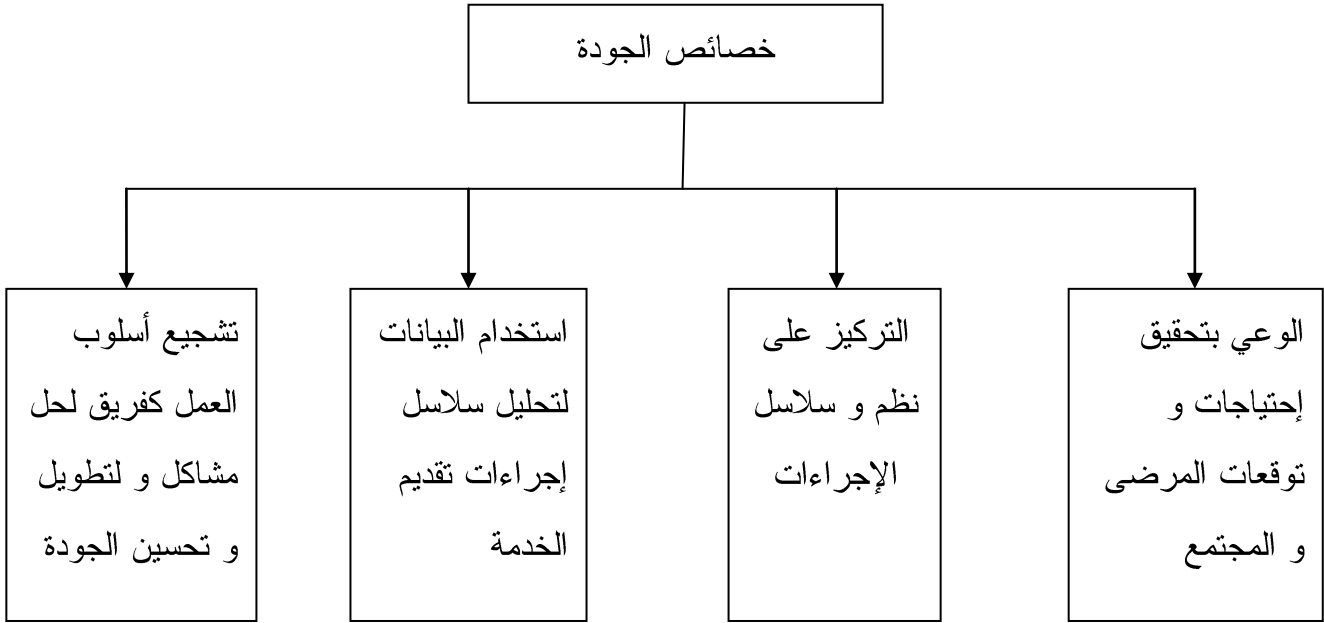 خصائص الجودة
الوعي بتحقيق
إحتياجات و
توقعات المرضى
و المجتمع
التركيز على
نظم و سلاسل
الإجراءات
استخدام البيانات
لتحليل سلاسل
إجراءات تقديم
الخدمة
تشجيع أسلوب
العمل كفريق لحل
مشاكل و لتطويل
و تحسين الجودة